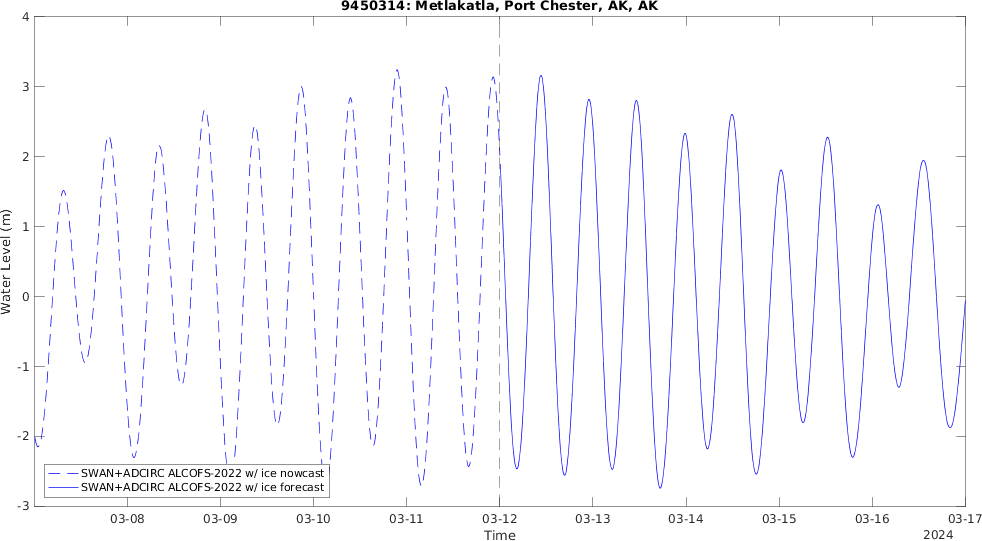 9450314: Metlakatla, Port Chester, AK, AK
4
3
2
1
0
-1
-2
-3
Water Level (m)
SWAN+ADCIRC ALCOFS-2022 w/ ice nowcast
SWAN+ADCIRC ALCOFS-2022 w/ ice forecast
03-08 03-09 03-10 03-11 03-12 03-13 03-14 03-15 03-16 03-17
Time
2024